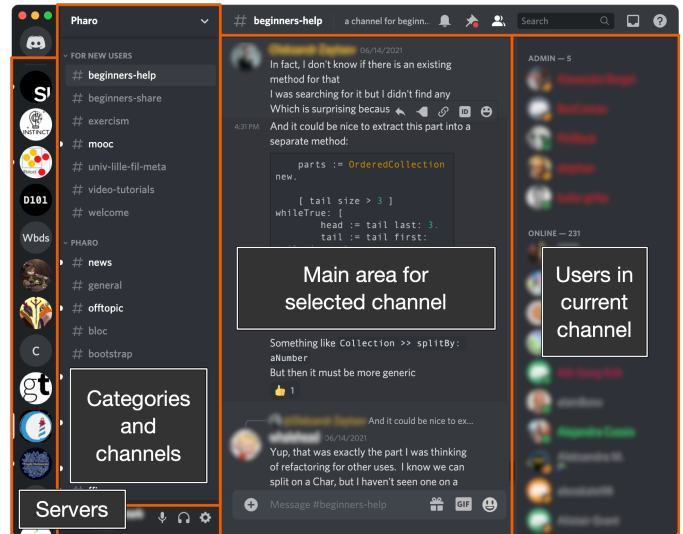 Pharo
# beginners-help
a channel for beginn...
Search
SU
INSTINCT
Pharo
D101
Wbds
C
gt
FOR NEW USERS
# beginners-help
# beginners-share
# exercism
# mooc
# univ-lille-fil-meta
# video-tutorials
# welcome
PHARO
# news
# general
# offtopic
# bloc
# bootstrap
Categories
and
channels
Servers
06/14/2021
In fact, I don't know if there is an existing
method for that
I was searching for it but I didn't find any
Which is surprising becaus
ID
4:31 PM
And it could be nice to extract this part into a
separate method:
parts := OrderedCollection
new.
[ tail size > 3 ]
whileTrue: [
head := tail last: 3.
tail := tail first:
Main area for
selected channel
Something like Collection >> splitBy:
aNumber
But then it must be more generic
1
And it could be nice to ex...
06/14/2021
Yup, that was exactly the part I was thinking
of refactoring for other uses. I know we can
split on a Char, but I haven't seen one on a
Message #beginners-help
GIF
ADMIN — 5
ONLINE — 231
Users in
current
channel